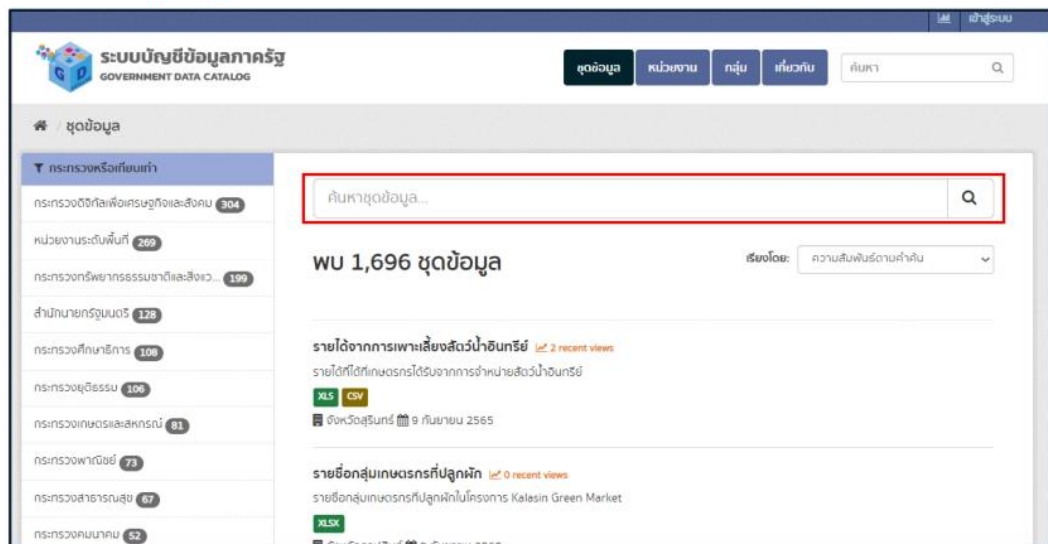 เข้าสู่ระบบ
ระบบบัญชีข้อมูลภาครัฐ
GOVERNMENT DATA CATALOG
G D
ชุดข้อมูล หน่วยงาน กลุ่ม เกี่ยวกับ ค้นหา
/ ชุดข้อมูล
กระทรวงหรือเทียบเท่า
กระทรวงดิจิทัลเพื่อเศรษฐกิจและสังคม 304
หน่วยงานระดับพื้นที่ 269
กระทรวงทรัพยากรธรรมชาติและสิ่งแว... 199
สำนักนายกรัฐมนตรี 128
กระทรวงศึกษาธิการ 108
กระทรวงยุติธรรม 106
กระทรวงเกษตรและสหกรณ์ 81
กระทรวงพาณิชย์ 73
กระทรวงสาธารณสุข 67
กระทรวงคมนาคม 52
ค้นหาชุดข้อมูล...
พบ 1,696 ชุดข้อมูล
เรียงโดย: ความสัมพันธ์ตามคำค้น
รายได้จากการเพาะเลี้ยงสัตว์น้ำอินทรีย์ 2 recent views
รายได้ที่ได้ที่เกษตรกรได้รับจากการจำหน่ายสัตว์น้ำอินทรีย์
XLS CSV
จังหวัดสุรินทร์ 9 กันยายน 2565
รายชื่อกลุ่มเกษตรกรที่ปลูกผัก 0 recent views
รายชื่อกลุ่มเกษตรกรที่ปลูกผักในโครงการ Kalasin Green Market
XLSX